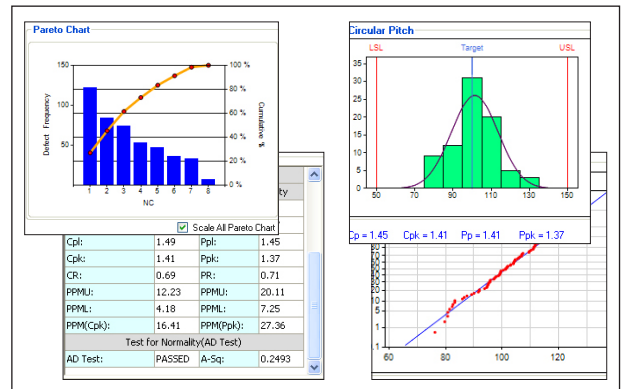 Pareto Chart
150
100
50
Defect Frequency
100 %
80 %
60 %
40 %
20 %
0 %
Cumulative %
1 2 3 4 5 6 7 8
NC
Scale All Pareto Chart
Circular Pitch
LSL Target USL
35
30
25
20
15
10
5
0
50 70 90 110 130 150
Cp = 1.45 Cpk = 1.41 Pp = 1.41 Ppk = 1.37
Cpl: 1.49 Ppl: 1.45
Cpk: 1.41 Ppk: 1.37
CR: 0.69 PR: 0.71
PPMU: 12.23 PPMU: 20.11
PPML: 4.18 PPML: 7.25
PPM(Cpk): 16.41 PPM(Ppk): 27.36
Test for Normality(AD Test)
AD Test: PASSED A-Sq: 0.2493
50
40
30
20
10
5
1
.1
60 80 100 120